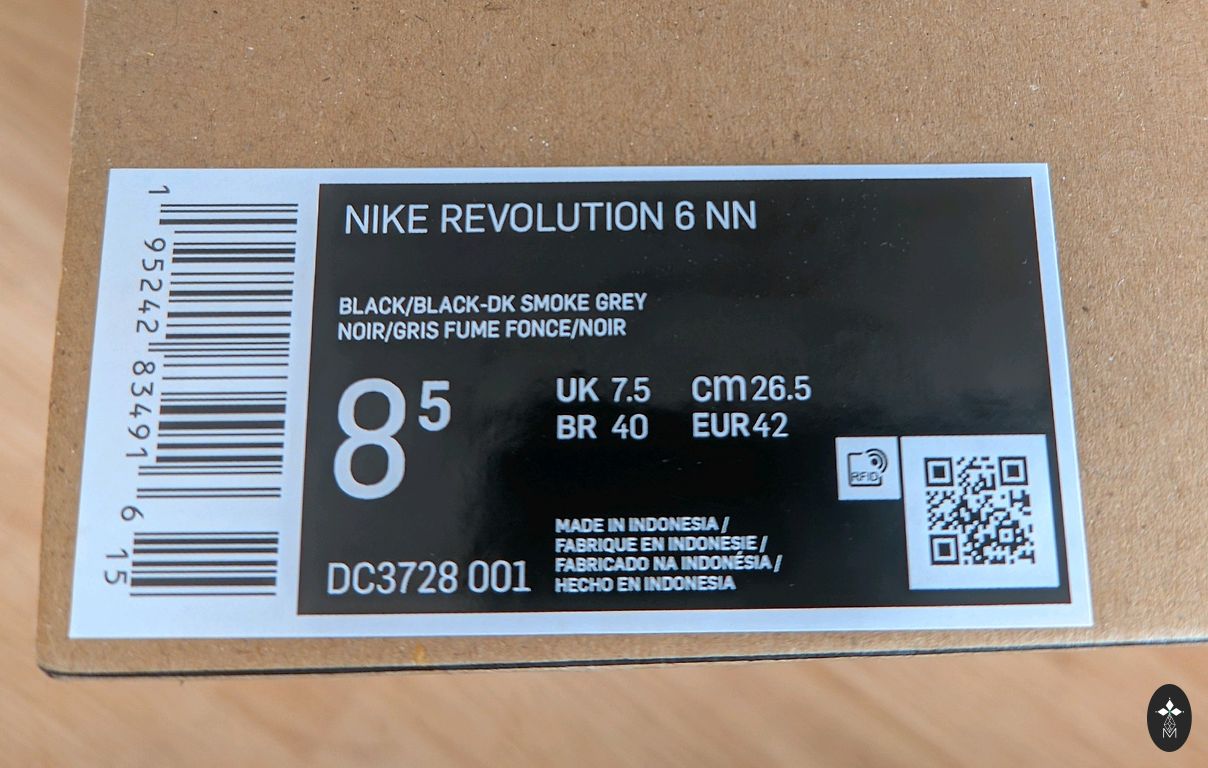 NIKE REVOLUTION 6 NN
BLACK/BLACK-DK SMOKE GREY
NOIR/GRIS FUME FONCE/NOIR
8 5
UK 7.5 cm 26.5
BR 40 EUR 42
MADE IN INDONESIA /
FABRIQUE EN INDONESIE /
FABRICADO NA INDONÉSIA /
HECHO EN INDONESIA
DC3728 001
RFID
1 95242 83491 6 15
M